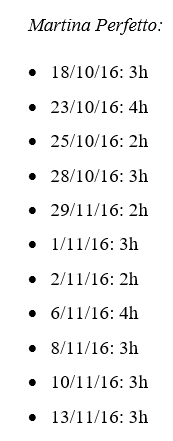 Martina Perfetto:
• 18/10/16: 3h
• 23/10/16: 4h
• 25/10/16: 2h
• 28/10/16: 3h
• 29/11/16: 2h
• 1/11/16: 3h
• 2/11/16: 2h
• 6/11/16: 4h
• 8/11/16: 3h
• 10/11/16: 3h
• 13/11/16: 3h